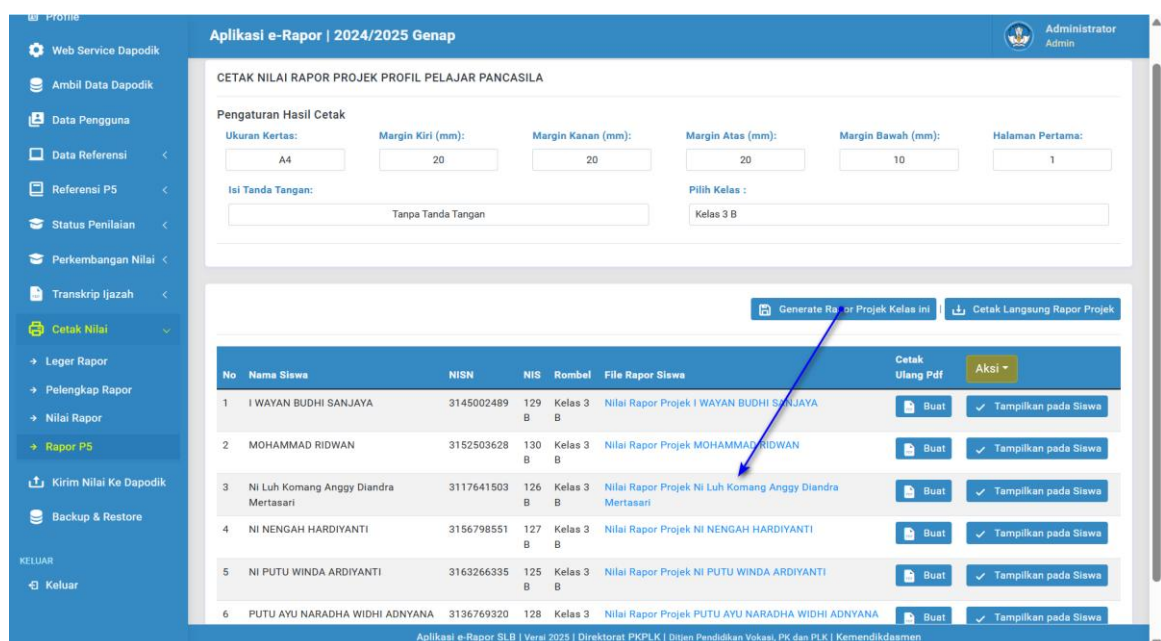 Profile
Web Service Dapodik
Ambil Data Dapodik
Data Pengguna
Data Referensi
Referensi P5
Status Penilaian
Perkembangan Nilai
Transkrip Ijazah
Cetak Nilai
Leger Rapor
Pelengkap Rapor
Nilai Rapor
Rapor P5
Kirim Nilai Ke Dapodik
Backup & Restore
KELUAR
Keluar
Aplikasi e-Rapor | 2024/2025 Genap
Administrator
Admin
CETAK NILAI RAPOR PROJEK PROFIL PELAJAR PANCASILA
Pengaturan Hasil Cetak
Ukuran Kertas: Margin Kiri (mm): Margin Kanan (mm): Margin Atas (mm): Margin Bawah (mm): Halaman Pertama:
A4 20 20 20 10 1
Isi Tanda Tangan: Pilih Kelas :
Tanpa Tanda Tangan Kelas 3 B
Generate Rapor Projek Kelas ini | Cetak Langsung Rapor Projek
No Nama Siswa NISN NIS Rombel File Rapor Siswa Cetak Ulang Pdf Aksi
1 I WAYAN BUDHI SANJAYA 3145002489 129 B Kelas 3 B Nilai Rapor Projek I WAYAN BUDHI SANJAYA Buat Tampilkan pada Siswa
2 MOHAMMAD RIDWAN 3152503628 130 B Kelas 3 B Nilai Rapor Projek MOHAMMAD RIDWAN Buat Tampilkan pada Siswa
3 Ni Luh Komang Anggy Diandra Mertasari 3117641503 126 B Kelas 3 B Nilai Rapor Projek Ni Luh Komang Anggy Diandra Mertasari Buat Tampilkan pada Siswa
4 NI NENGAH HARDIYANTI 3156798551 127 B Kelas 3 B Nilai Rapor Projek NI NENGAH HARDIYANTI Buat Tampilkan pada Siswa
5 NI PUTU WINDA ARDIYANTI 3163266335 125 B Kelas 3 B Nilai Rapor Projek NI PUTU WINDA ARDIYANTI Buat Tampilkan pada Siswa
6 PUTU AYU NARADHA WIDHI ADNYANA 3136769320 128 Kelas 3 Nilai Rapor Projek PUTU AYU NARADHA WIDHI ADNYANA Buat Tampilkan pada Siswa
Aplikasi e-Rapor SLB | Versi 2025 | Direktorat PKPLK | Ditjen Pendidikan Vokasi, PK dan PLK | Kemendikdasmen